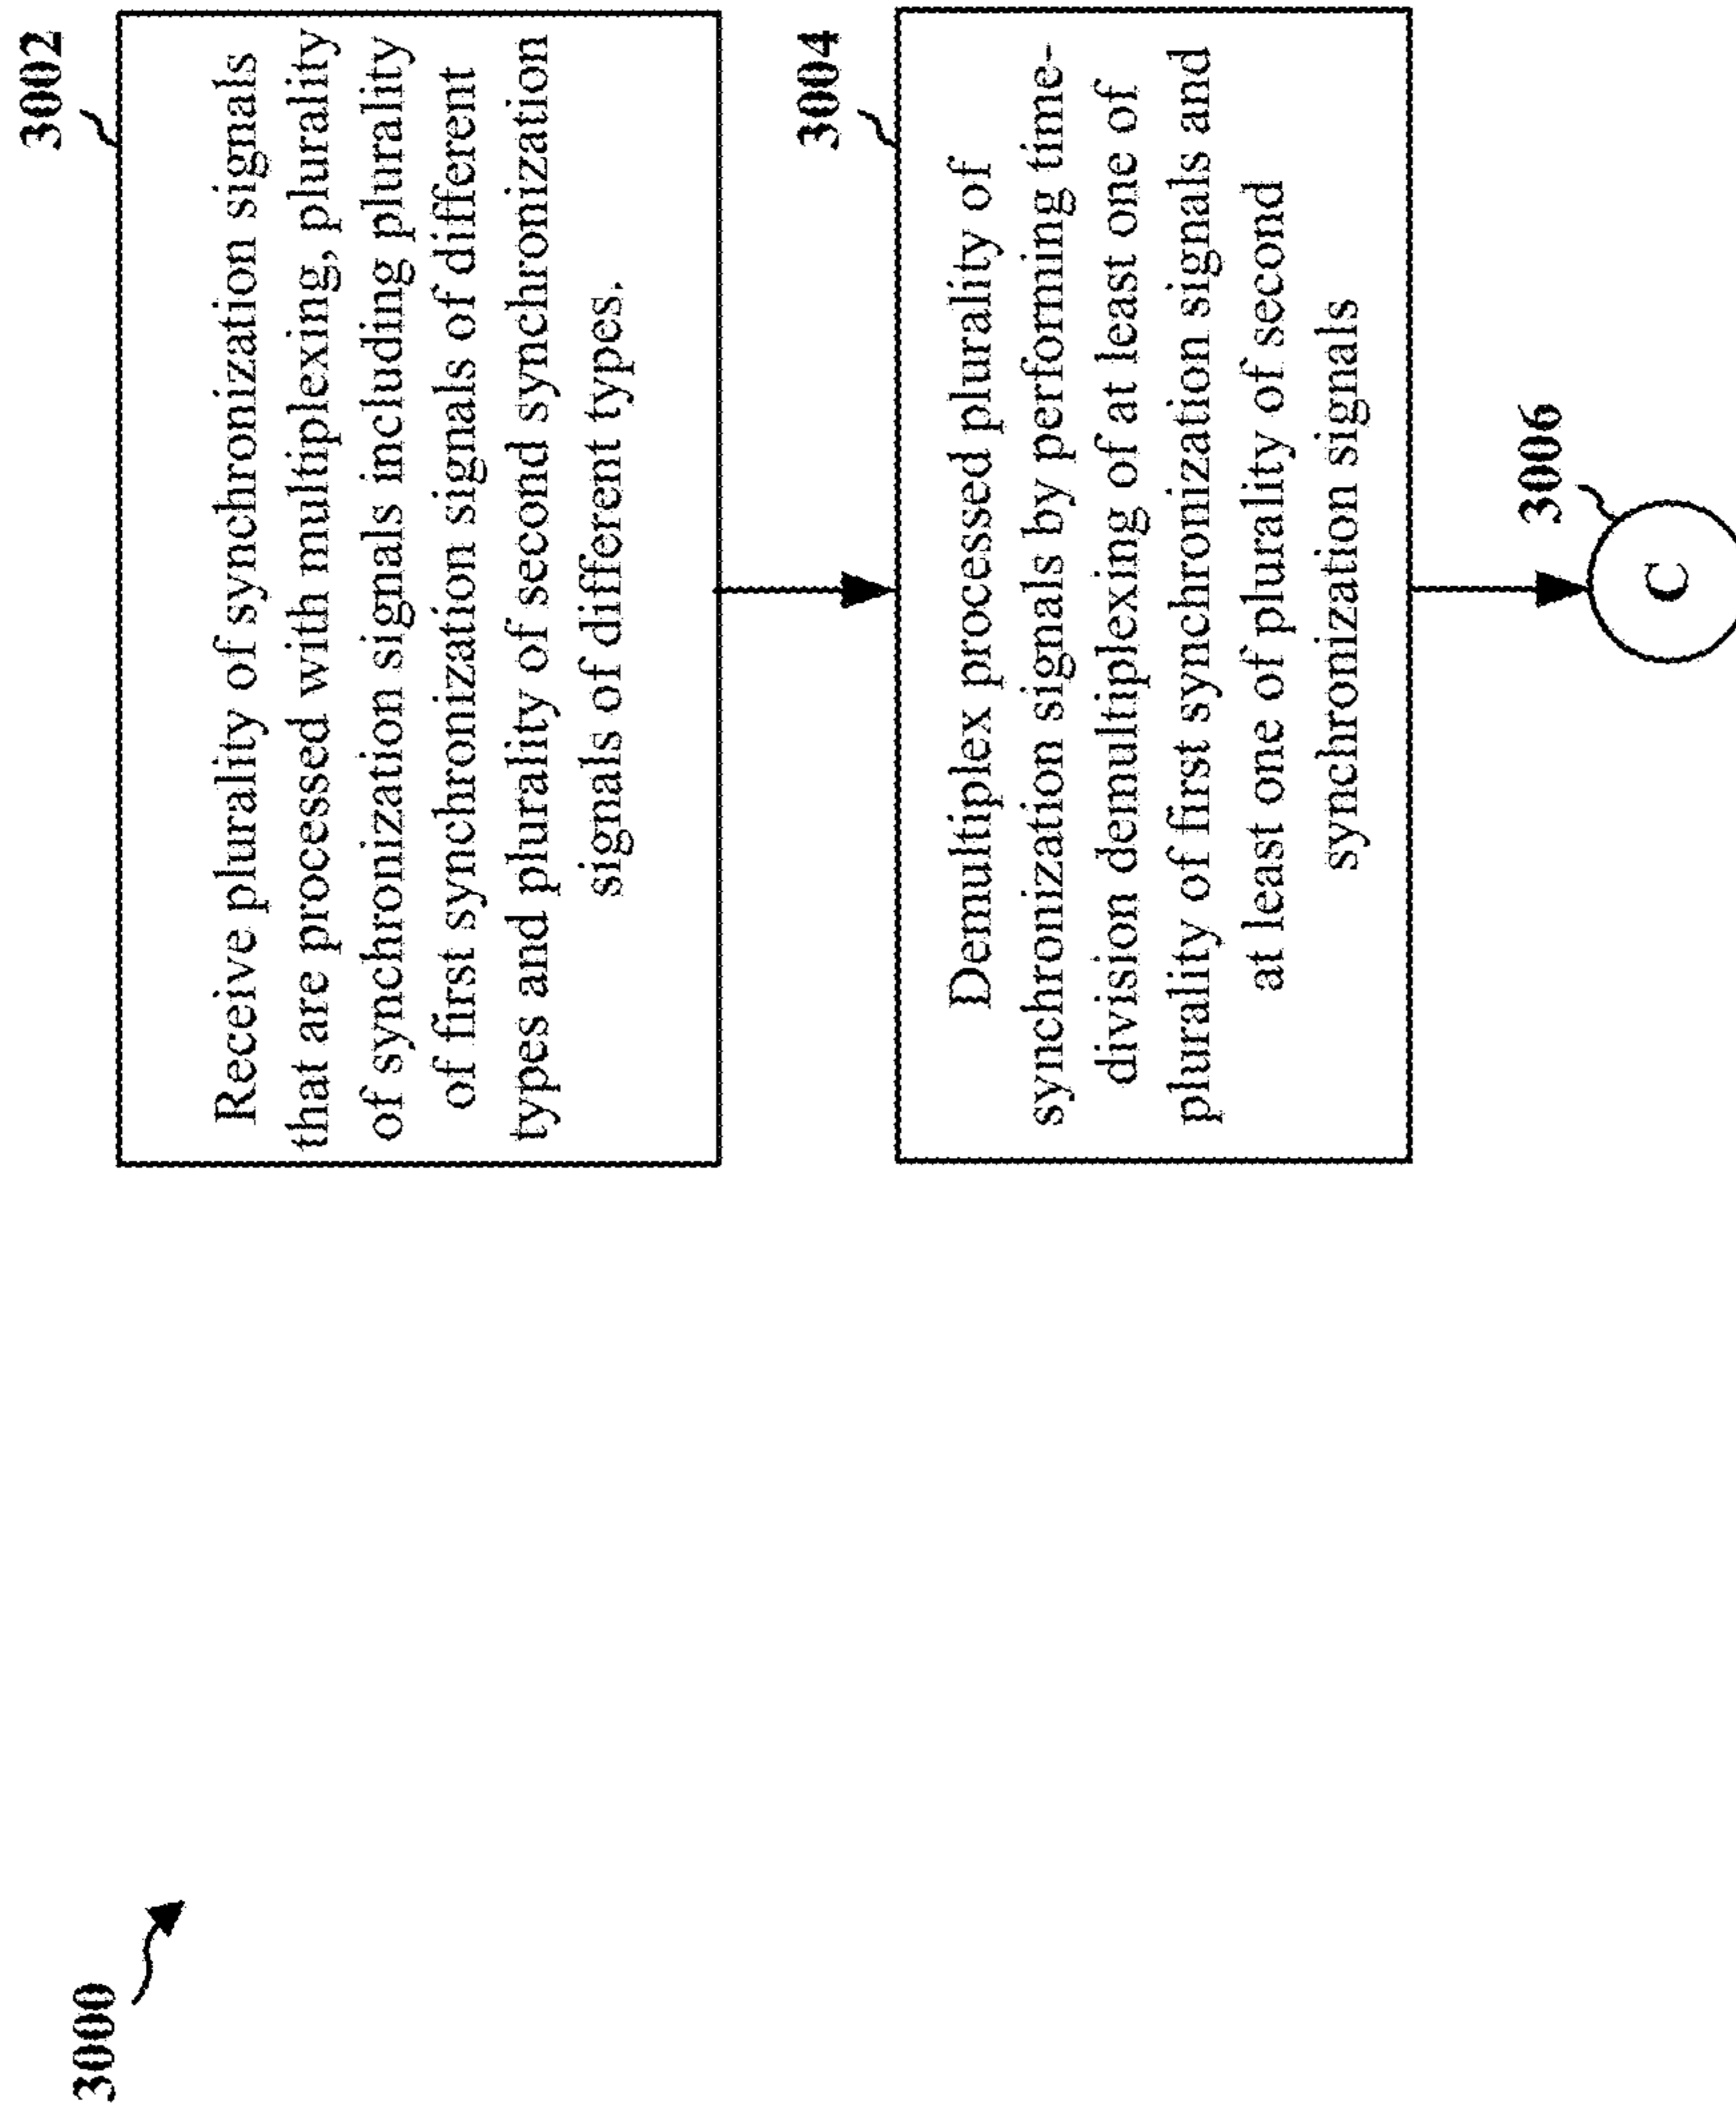 3000
3002
Receive plurality of synchronization signals
that are processed with multiplexing, plurality
of synchronization signals including plurality
of first synchronization signals of different
types and plurality of second synchronization
signals of different types.
3004
Demultiplex processed plurality of
synchronization signals by performing time-
division demultiplexing of at least one of
plurality of first synchronization signals and
at least one of plurality of second
synchronization signals
3006
C